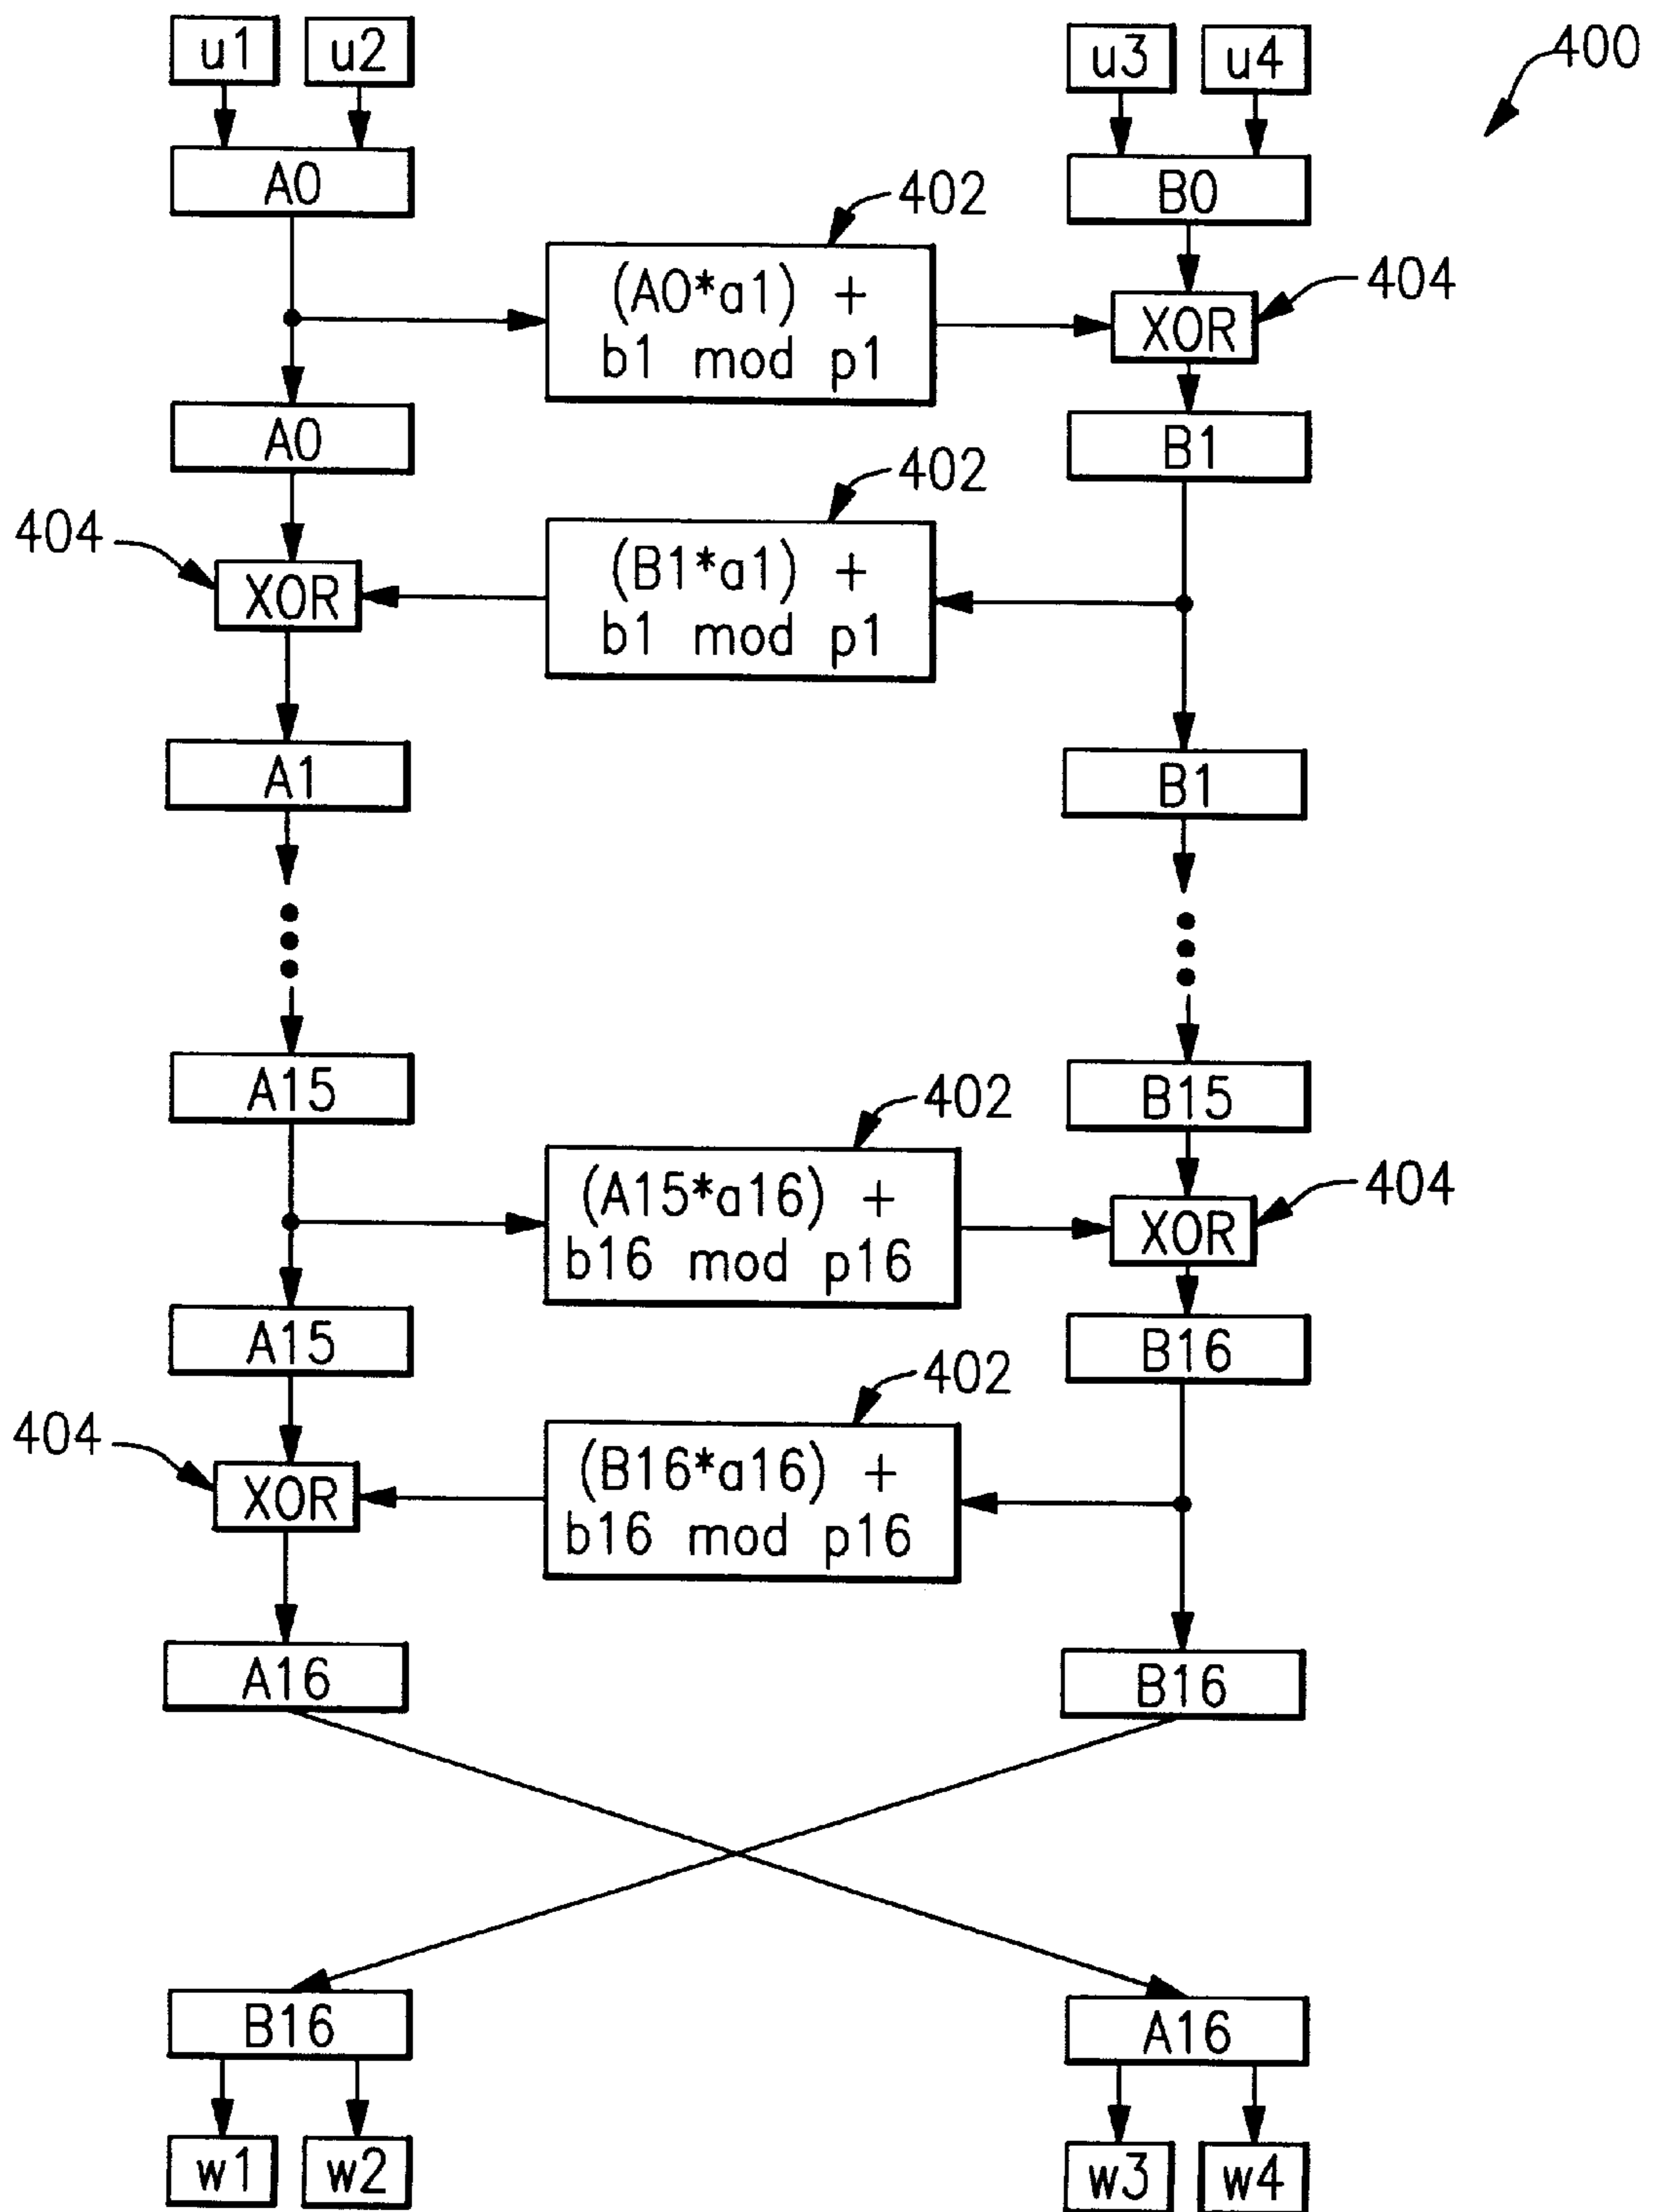 u1 u2 u3 u4 400
A0 B0
402
(A0*a1) +
b1 mod p1
404
XOR
A0 B1
402
404
(B1*a1) +
b1 mod p1
XOR
A1 B1
A15 B15
402
(A15*a16) +
b16 mod p16
404
XOR
A15 B16
402
404
(B16*a16) +
b16 mod p16
XOR
A16 B16
B16 A16
w1 w2 w3 w4